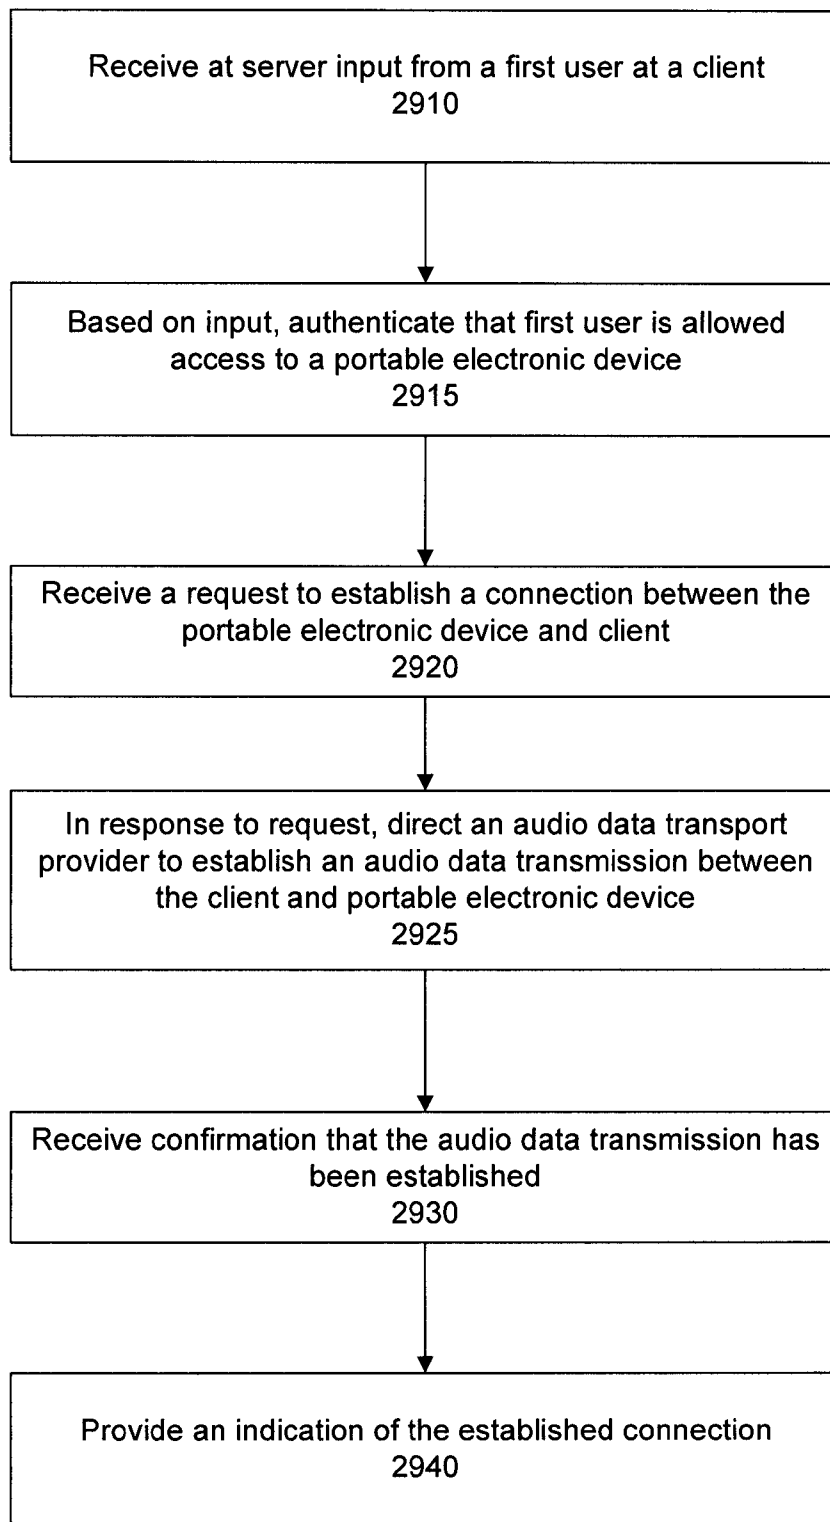 Receive at server input from a first user at a client
2910
Based on input, authenticate that first user is allowed
access to a portable electronic device
2915
Receive a request to establish a connection between the
portable electronic device and client
2920
In response to request, direct an audio data transport
provider to establish an audio data transmission between
the client and portable electronic device
2925
Receive confirmation that the audio data transmission has
been established
2930
Provide an indication of the established connection
2940